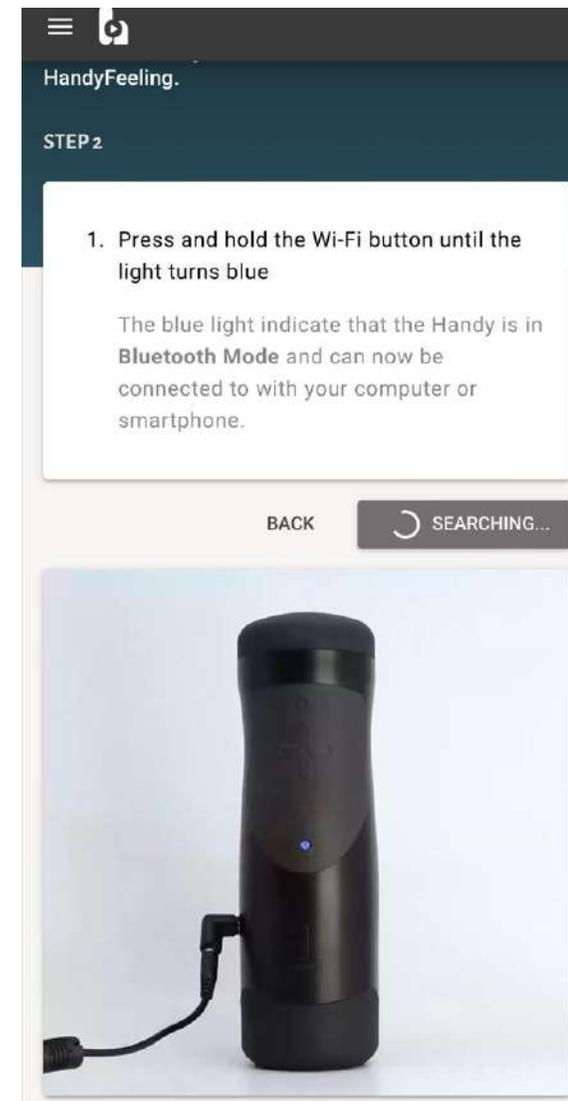 HandyFeeling.
STEP 2
1. Press and hold the Wi-Fi button until the
light turns blue
The blue light indicate that the Handy is in
Bluetooth Mode and can now be
connected to with your computer or
smartphone.
BACK
SEARCHING...